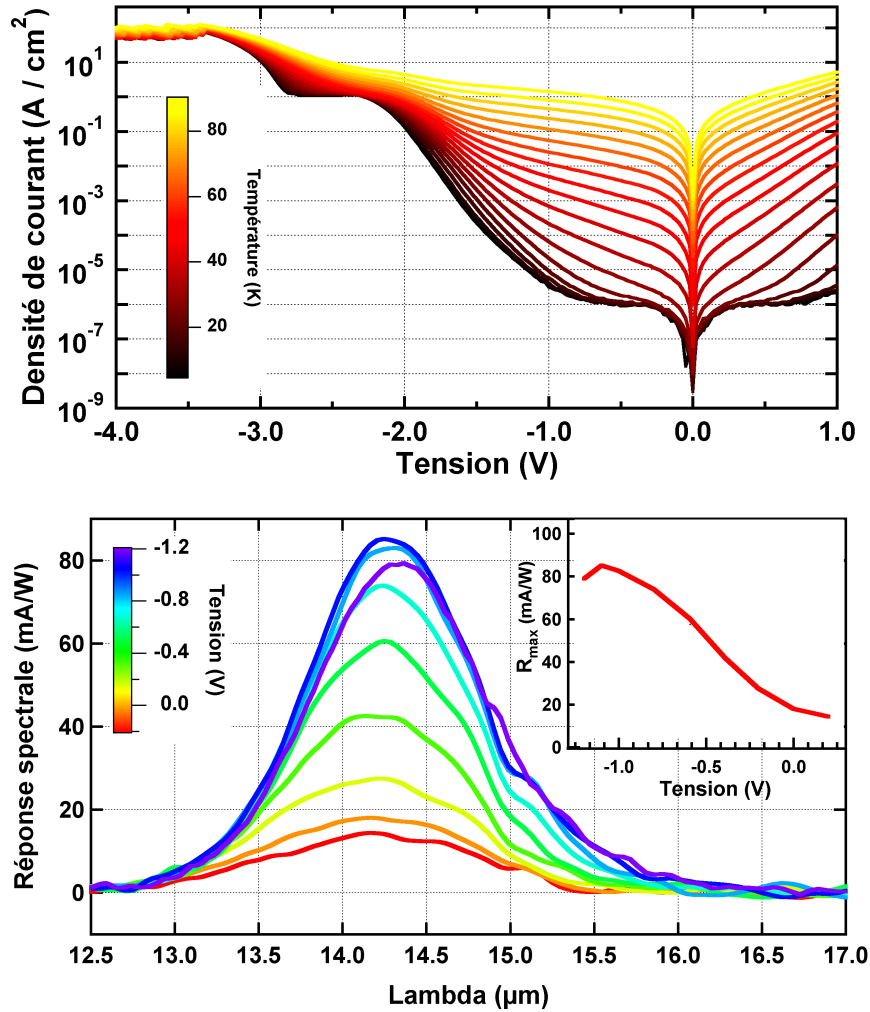 Densité de courant (A / cm²)
10¹
10⁻¹
10⁻³
10⁻⁵
10⁻⁷
10⁻⁹
80
60
40
20
Température (K)
-4.0 -3.0 -2.0 -1.0 0.0 1.0
Tension (V)
Réponse spectrale (mA/W)
80
60
40
20
0
-1.2
-0.8
-0.4
0.0
Tension (V)
R_max (mA/W)
100
80
60
40
20
0
-1.0 -0.5 0.0
Tension (V)
12.5 13.0 13.5 14.0 14.5 15.0 15.5 16.0 16.5 17.0
Lambda (µm)